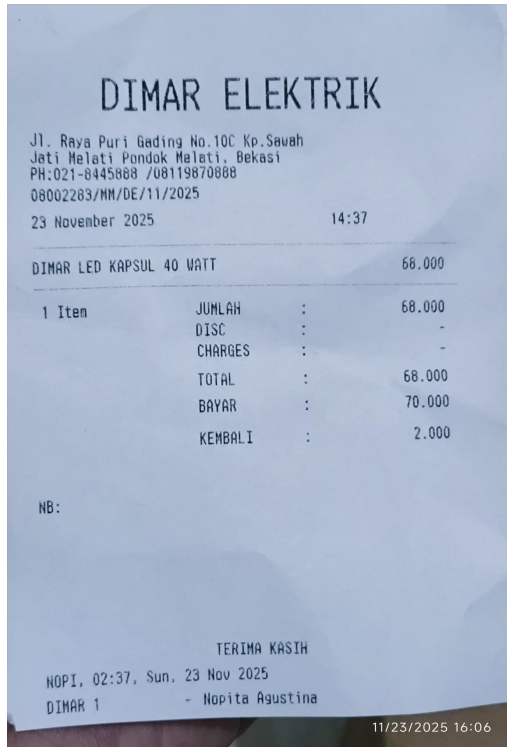 DIMAR ELEKTRIK
Jl. Raya Puri Gading No.10C Kp.Sawah
Jati Melati Pondok Melati, Bekasi
PH:021-8445888 /08119870888
08002283/MM/DE/11/2025
23 November 2025 14:37
DIMAR LED KAPSUL 40 WATT 68.000
1 Item JUMLAH : 68.000
DISC : -
CHARGES : -
TOTAL : 68.000
BAYAR : 70.000
KEMBALI : 2.000
NB:
TERIMA KASIH
NOPI, 02:37, Sun, 23 Nov 2025
DIMAR 1 - Nopita Agustina
11/23/2025 16:06